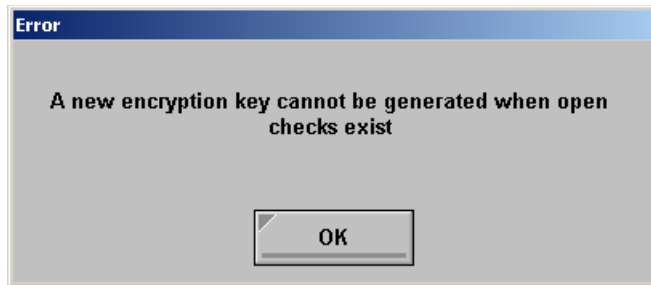 Error
A new encryption key cannot be generated when open
checks exist
OK